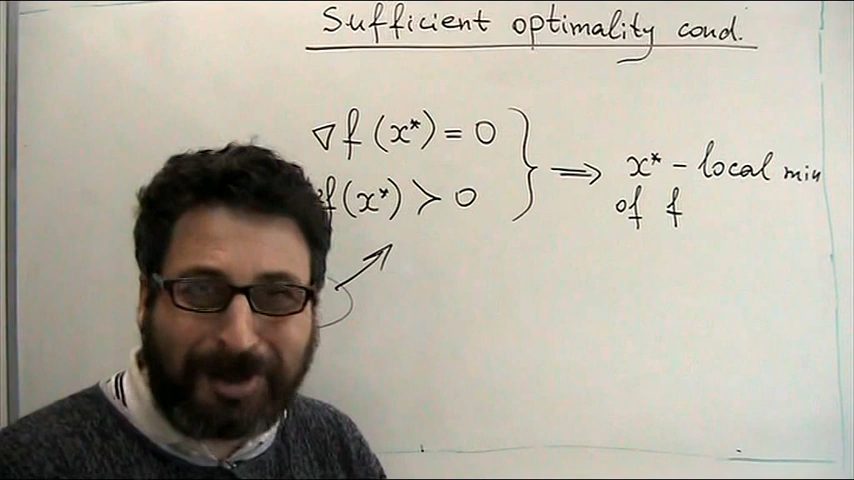 Sufficient optimality cond.
∇f(x*) = 0
f(x*) > 0
⟹ x* - local min
of f